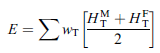 E = ∑ w_T [ (H_T^M + H_T^F) / 2 ]